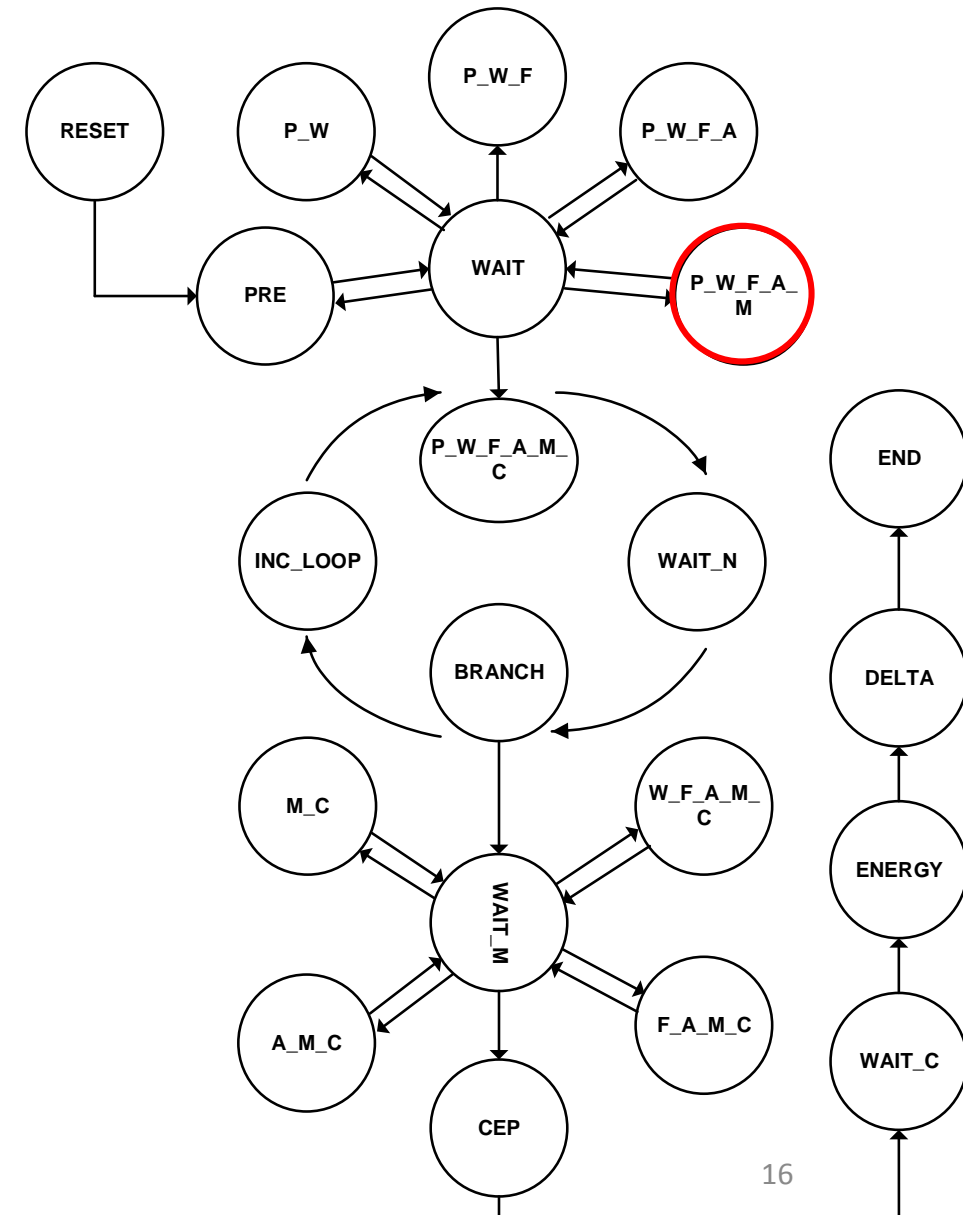 P_W_F
RESET
P_W
P_W_F_A
WAIT
PRE
P_W_F_A_
M
P_W_F_A_M_
C
END
INC_LOOP
WAIT_N
BRANCH
DELTA
M_C
W_F_A_M_
C
ENERGY
WAIT_M
A_M_C
F_A_M_C
WAIT_C
CEP
16